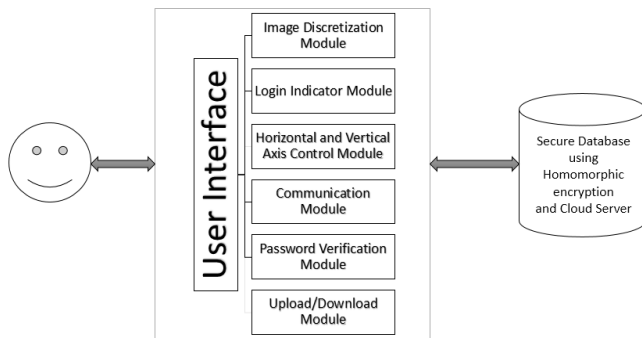 User Interface
Image Discretization
Module
Login Indicator Module
Horizontal and Vertical
Axis Control Module
Communication
Module
Password Verification
Module
Upload/Download
Module
Secure Database
using
Homomorphic
encryption
and Cloud Server